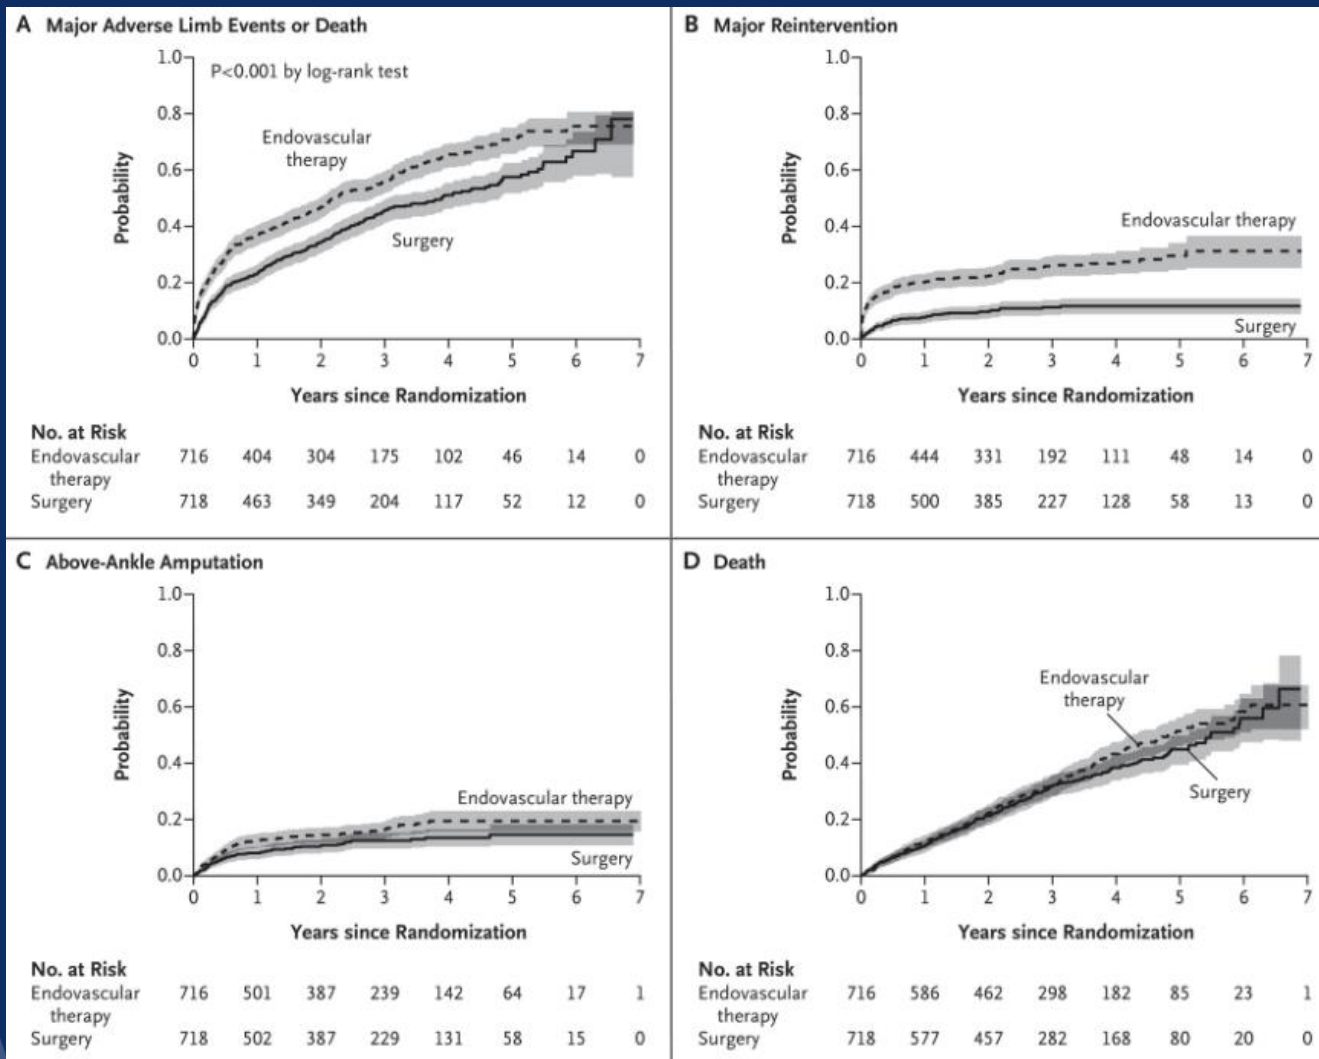 A Major Adverse Limb Events or Death
P<0.001 by log-rank test
Endovascular
therapy
Surgery
Probability
1.0
0.8
0.6
0.4
0.2
0.0
0 1 2 3 4 5 6 7
Years since Randomization
No. at Risk
Endovascular 716 404 304 175 102 46 14 0
therapy
Surgery 718 463 349 204 117 52 12 0
B Major Reintervention
Endovascular therapy
Surgery
Probability
1.0
0.8
0.6
0.4
0.2
0.0
0 1 2 3 4 5 6 7
Years since Randomization
No. at Risk
Endovascular 716 444 331 192 111 48 14 0
therapy
Surgery 718 500 385 227 128 58 13 0
C Above-Ankle Amputation
Endovascular therapy
Surgery
Probability
1.0
0.8
0.6
0.4
0.2
0.0
0 1 2 3 4 5 6 7
Years since Randomization
No. at Risk
Endovascular 716 501 387 239 142 64 17 1
therapy
Surgery 718 502 387 229 131 58 15 0
D Death
Endovascular
therapy
Surgery
Probability
1.0
0.8
0.6
0.4
0.2
0.0
0 1 2 3 4 5 6 7
Years since Randomization
No. at Risk
Endovascular 716 586 462 298 182 85 23 1
therapy
Surgery 718 577 457 282 168 80 20 0